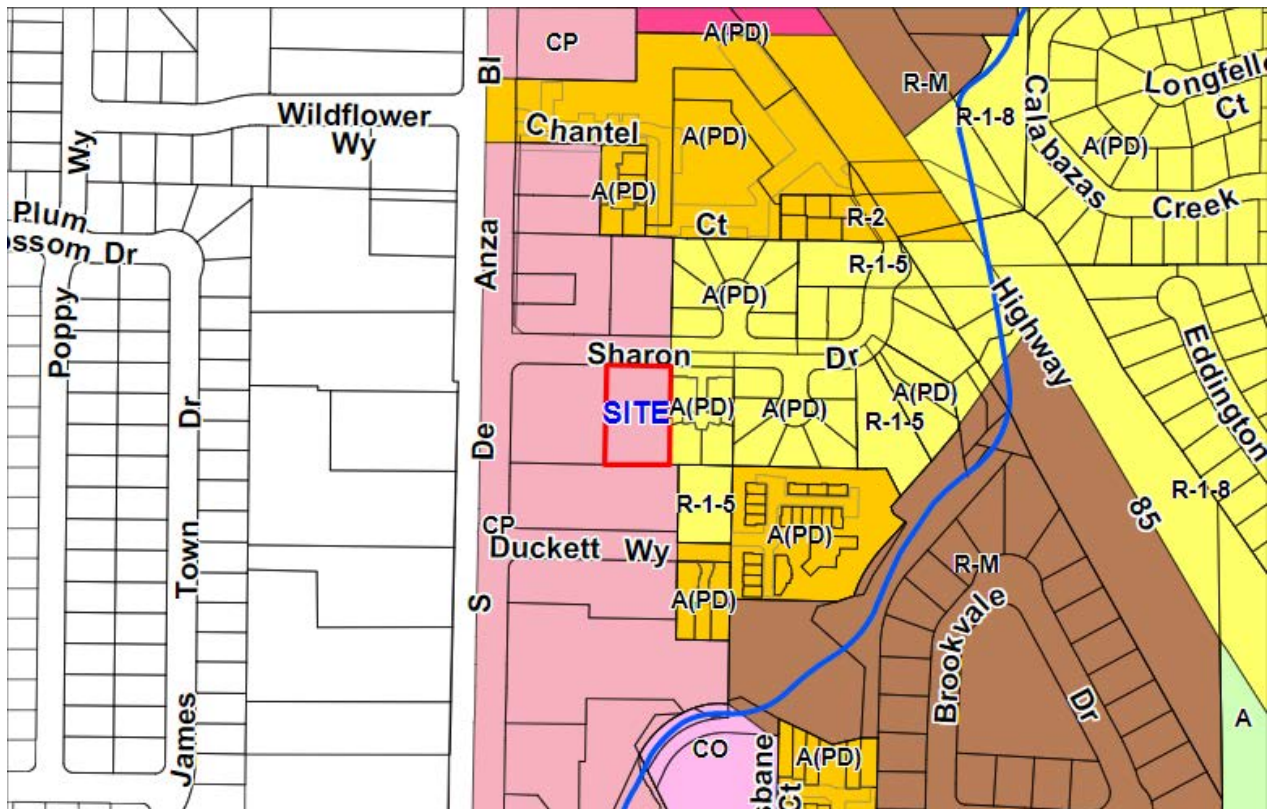 CP
A(PD)
Bl
R-M
Longfello
Ct
Calabazas
R-1-8
A(PD)
Creek
Wildflower
Wy
Chantel
A(PD)
Wy
A(PD)
Ct
R-2
Plum
ossom Dr
Anza
R-1-5
A(PD)
Highway
Poppy
Eddington
Sharon
Dr
SITE
A(PD)
A(PD)
A(PD)
R-1-5
Dr
De
R-1-5
R-1-8
85
CP
Duckett Wy
A(PD)
Town
R-M
S
A(PD)
Brookvale
Dr
James
CO
A(PD)
A
sbane
Ct